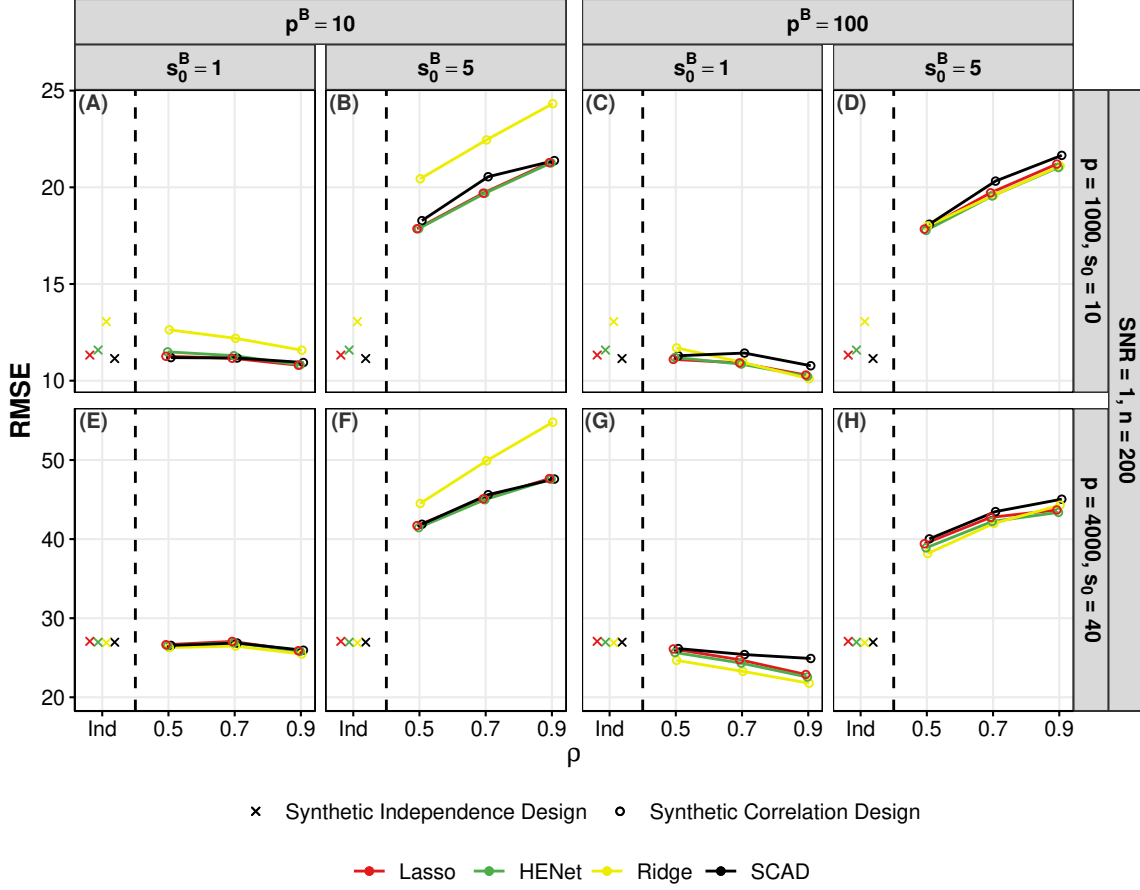 p^B = 10
p^B = 100
s_0^B = 1
s_0^B = 5
s_0^B = 1
s_0^B = 5
(A)
(B)
(C)
(D)
25
20
15
10
(E)
(F)
(G)
(H)
50
40
30
20
RMSE
p = 1000, s_0 = 10
p = 4000, s_0 = 40
SNR = 1, n = 200
Ind 0.5 0.7 0.9 Ind 0.5 0.7 0.9 Ind 0.5 0.7 0.9 Ind 0.5 0.7 0.9
ρ
Synthetic Independence Design Synthetic Correlation Design
Lasso HENet Ridge SCAD